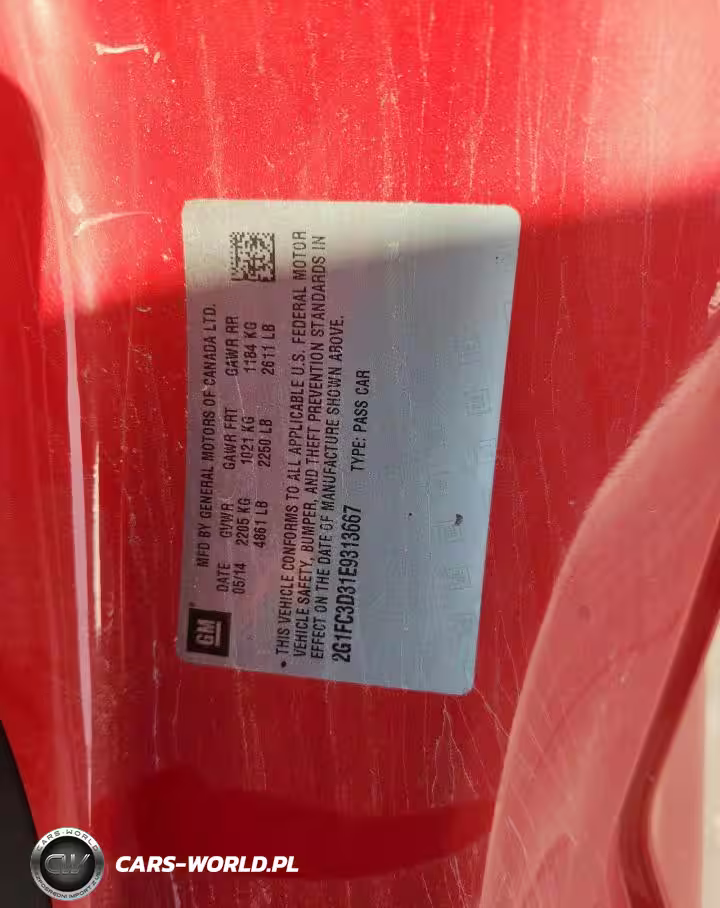 GM
MFD BY GENERAL MOTORS OF CANADA LTD.
DATE GVWR GAWR FRT GAWR RR
05/14 2205 KG 1021 KG 1184 KG
4861 LB 2250 LB 2611 LB
• THIS VEHICLE CONFORMS TO ALL APPLICABLE U.S. FEDERAL MOTOR
VEHICLE SAFETY, BUMPER, AND THEFT PREVENTION STANDARDS IN
EFFECT ON THE DATE OF MANUFACTURE SHOWN ABOVE.
2G1FC3D31E9313667 TYPE: PASS CAR
CARS-WORLD
CW
CARS-WORLD.PL